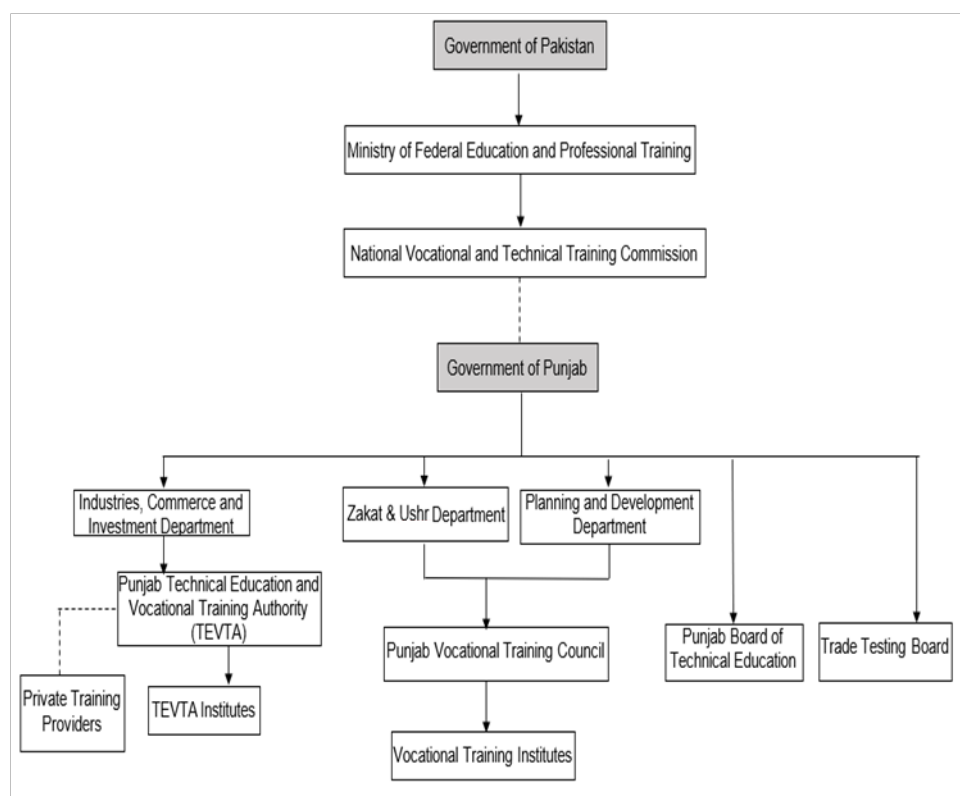 Government of Pakistan
Ministry of Federal Education and Professional Training
National Vocational and Technical Training Commission
Government of Punjab
Industries, Commerce and
Investment Department
Zakat & Ushr Department
Planning and Development
Department
Punjab Technical Education and
Vocational Training Authority
(TEVTA)
Punjab Vocational Training Council
Punjab Board of
Technical Education
Trade Testing Board
Private Training
Providers
TEVTA Institutes
Vocational Training Institutes